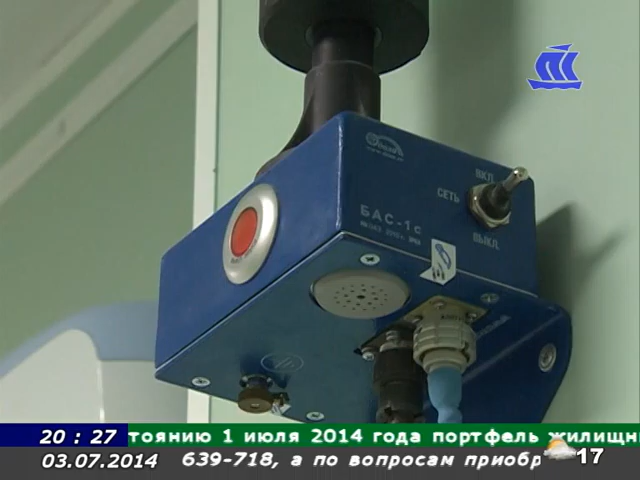 ВКЛ
СЕТЬ
БАС-1с
ВЫКЛ
20 : 27 тоянию 1 июля 2014 года портфель жилищн
03.07.2014 639-718, а по вопросам приобр 17